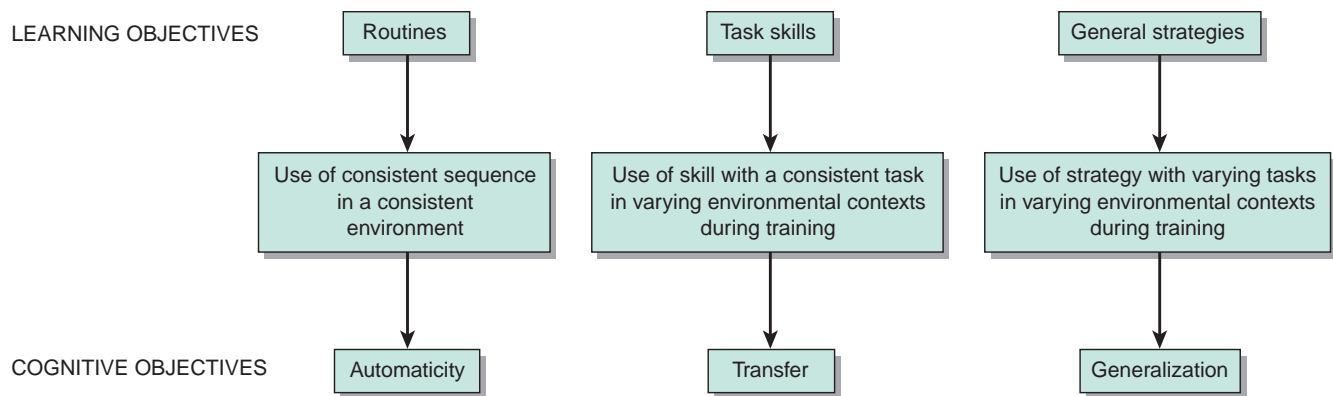 LEARNING OBJECTIVES
Routines
Task skills
General strategies
Use of consistent sequence
in a consistent
environment
Use of skill with a consistent task
in varying environmental contexts
during training
Use of strategy with varying tasks
in varying environmental contexts
during training
COGNITIVE OBJECTIVES
Automaticity
Transfer
Generalization